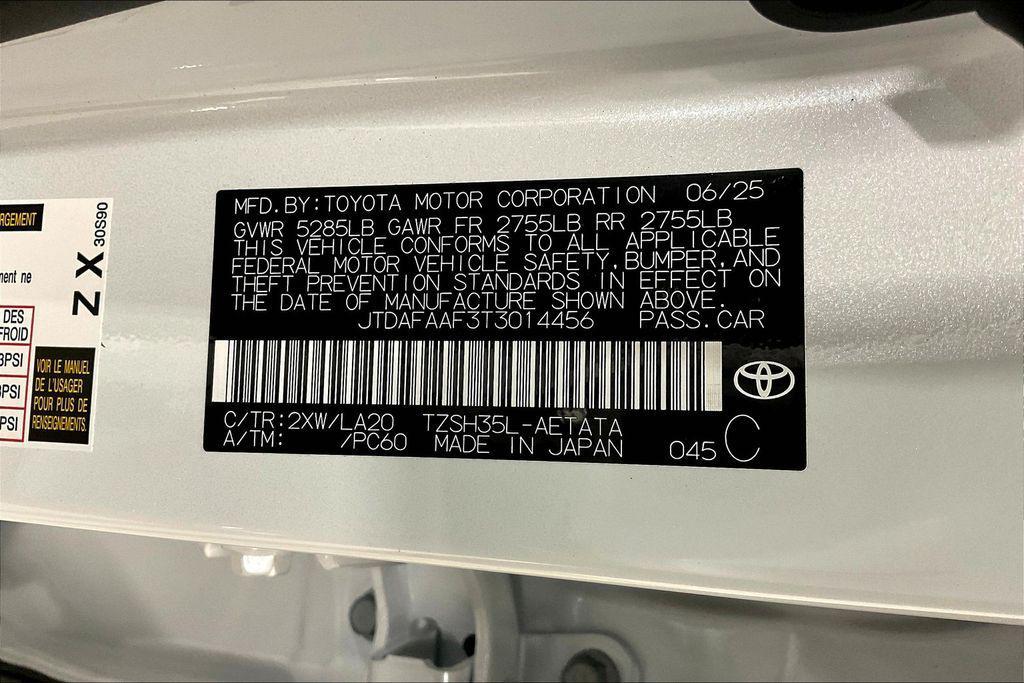 MFD.BY:TOYOTA MOTOR CORPORATION 06/25
GVWR 5285LB GAWR FR 2755LB RR 2755LB
THIS VEHICLE CONFORMS TO ALL APPLICABLE
FEDERAL MOTOR VEHICLE SAFETY,BUMPER,AND
THEFT PREVENTION STANDARDS IN EFFECT ON
THE DATE OF MANUFACTURE SHOWN ABOVE.
JTDAFAAF3T3014456 PASS.CAR
C/TR:2XW/LA20 TZSH35L-AETATA
A/TM: /PC60 MADE IN JAPAN 045 C
ZX
30S90
ne
DES
FROID
PSI
PSI
PSI
VOIR LE MANUEL
DE L'USAGER
POUR PLUS DE
RENSEIGNEMENTS.